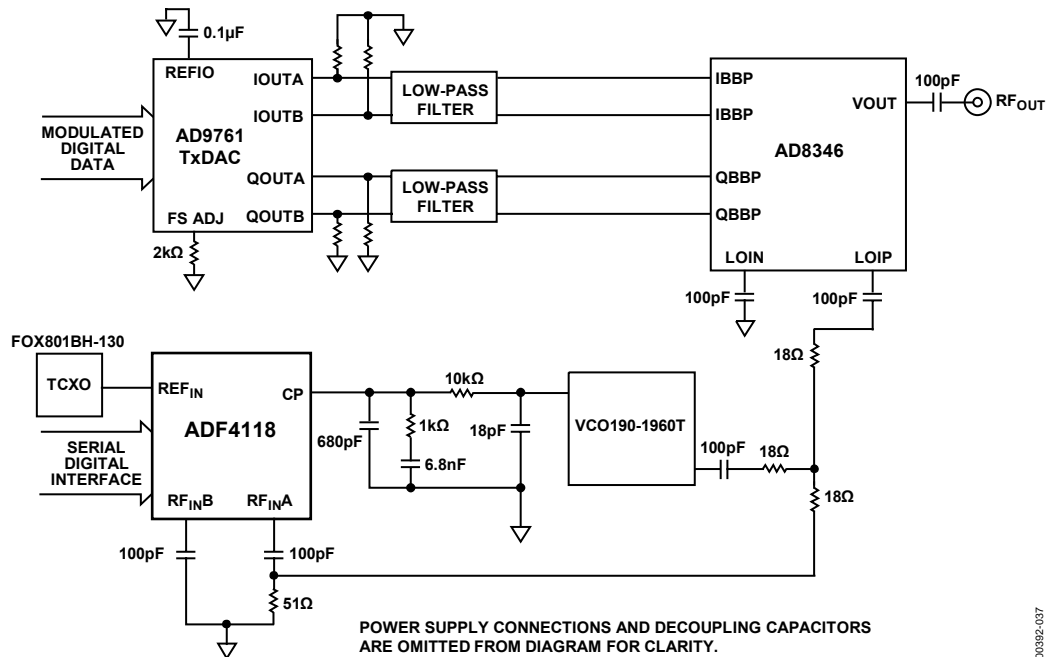 0.1µF
REFIO
IOUTA
IOUTB
AD9761
TxDAC
QOUTA
QOUTB
FS ADJ
2kΩ
MODULATED
DIGITAL
DATA
LOW-PASS
FILTER
LOW-PASS
FILTER
IBBP
IBBP
QBBP
QBBP
AD8346
VOUT
LOIN
LOIP
100pF
RFOUT
100pF
100pF
18Ω
FOX801BH-130
TCXO
REFIN
CP
ADF4118
SERIAL
DIGITAL
INTERFACE
RFINB
RFINA
100pF
100pF
51Ω
680pF
1kΩ
6.8nF
10kΩ
18pF
VCO190-1960T
100pF
18Ω
18Ω
POWER SUPPLY CONNECTIONS AND DECOUPLING CAPACITORS
ARE OMITTED FROM DIAGRAM FOR CLARITY.
00392-037